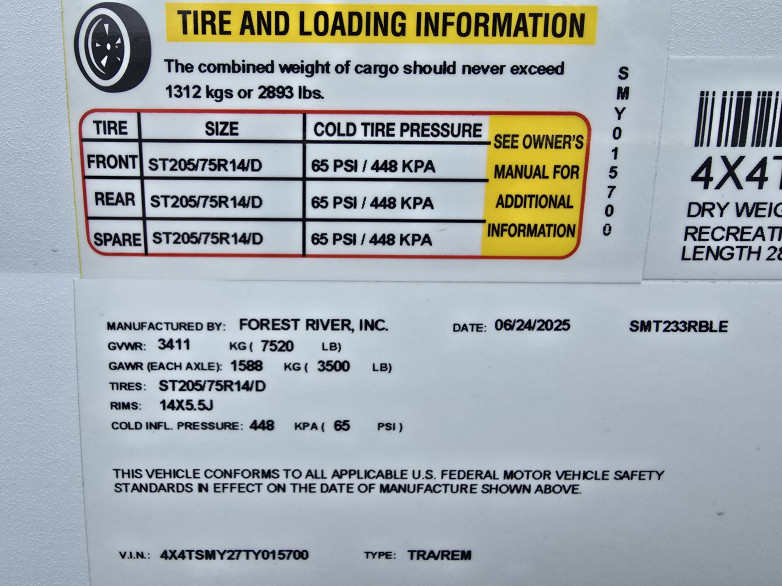 TIRE AND LOADING INFORMATION
The combined weight of cargo should never exceed
1312 kgs or 2893 lbs.
TIRE SIZE COLD TIRE PRESSURE
FRONT ST205/75R14/D 65 PSI / 448 KPA
REAR ST205/75R14/D 65 PSI / 448 KPA
SPARE ST205/75R14/D 65 PSI / 448 KPA
SEE OWNER'S
MANUAL FOR
ADDITIONAL
INFORMATION
SMY015700
4X4T
DRY WEIG
RECREATI
LENGTH 28
MANUFACTURED BY: FOREST RIVER, INC. DATE: 06/24/2025 SMT233RBLE
GVWR: 3411 KG ( 7520 LB)
GAWR (EACH AXLE): 1588 KG ( 3500 LB)
TIRES: ST205/75R14/D
RIMS: 14X5.5J
COLD INFL. PRESSURE: 448 KPA ( 65 PSI )
THIS VEHICLE CONFORMS TO ALL APPLICABLE U.S. FEDERAL MOTOR VEHICLE SAFETY
STANDARDS IN EFFECT ON THE DATE OF MANUFACTURE SHOWN ABOVE.
V.I.N.: 4X4TSMY27TY015700 TYPE: TRA/REM